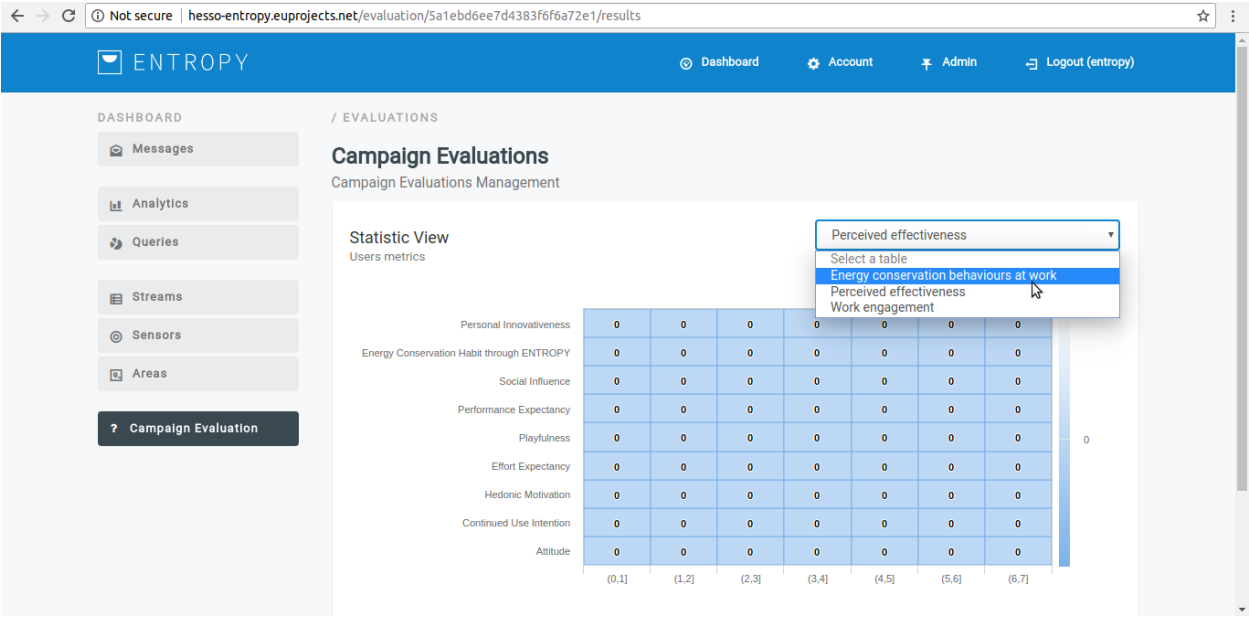 Not secure | hesso-entropy.euprojects.net/evaluation/5a1ebd6ee7d4383f6f6a72e1/results
ENTROPY
Dashboard
Account
Admin
Logout (entropy)
DASHBOARD
Messages
Analytics
Queries
Streams
Sensors
Areas
? Campaign Evaluation
/ EVALUATIONS
Campaign Evaluations
Campaign Evaluations Management
Statistic View
Users metrics
Perceived effectiveness
Select a table
Energy conservation behaviours at work
Perceived effectiveness
Work engagement
Personal Innovativeness 0 0 0 0 0 0 0
Energy Conservation Habit through ENTROPY 0 0 0 0 0 0 0
Social Influence 0 0 0 0 0 0 0
Performance Expectancy 0 0 0 0 0 0 0
Playfulness 0 0 0 0 0 0 0 0
Effort Expectancy 0 0 0 0 0 0 0
Hedonic Motivation 0 0 0 0 0 0 0
Continued Use Intention 0 0 0 0 0 0 0
Attitude 0 0 0 0 0 0 0
(0,1] (1,2] (2,3] (3,4] (4,5] (5,6] (6,7]